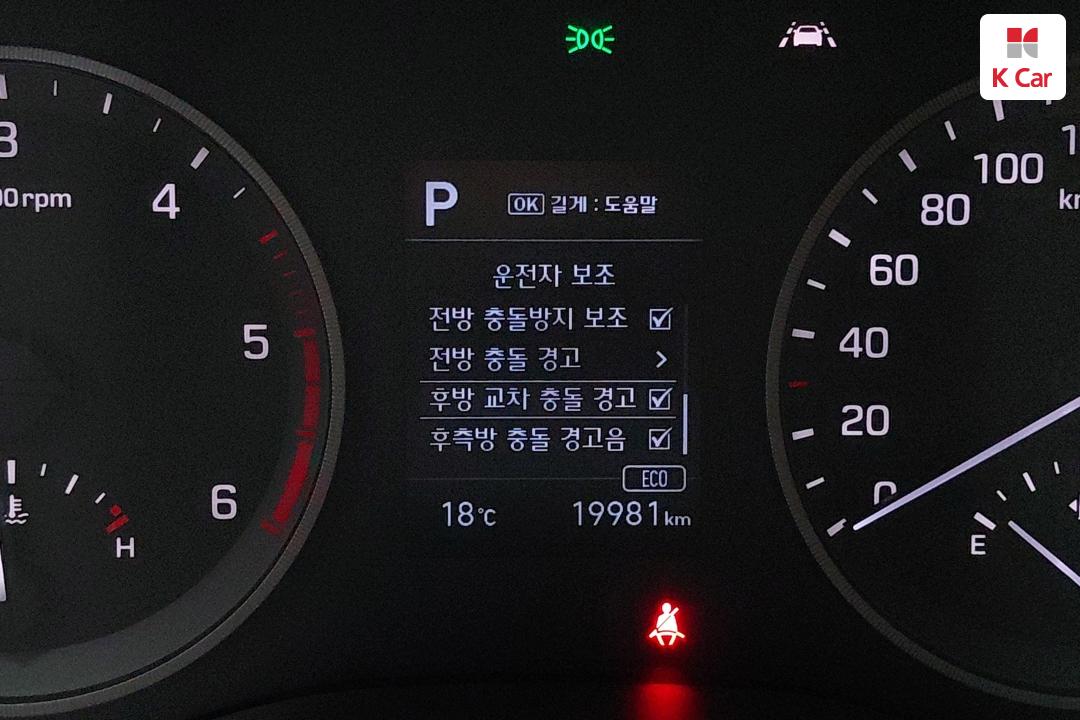 K Car
P
OK 길게 : 도움말
운전자 보조
전방 충돌방지 보조
전방 충돌 경고 >
후방 교차 충돌 경고
후측방 충돌 경고음
ECO
18°C 19981km
3
4
5
6
rpm
H
100
80
60
40
20
0
E